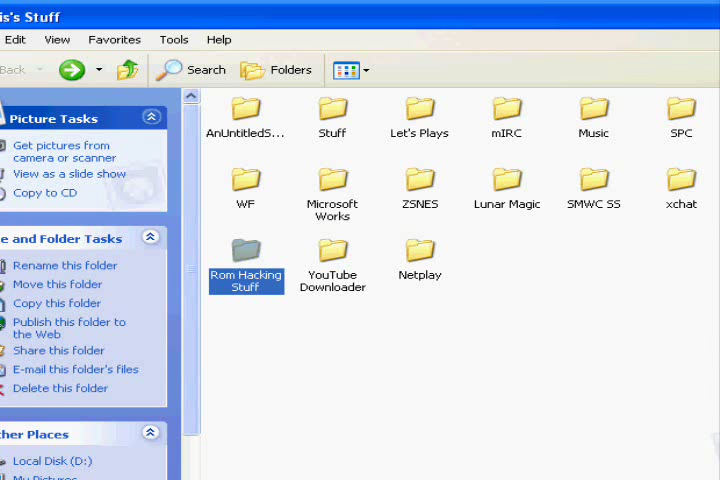 is's Stuff
Edit View Favorites Tools Help
Back Search Folders
Picture Tasks
Get pictures from
camera or scanner
View as a slide show
Copy to CD
e and Folder Tasks
Rename this folder
Move this folder
Copy this folder
Publish this folder to
the Web
Share this folder
E-mail this folder's files
Delete this folder
ther Places
Local Disk (D:)
My Pictures
AnUntitledS... Stuff Let's Plays mIRC Music SPC
WF Microsoft
Works ZSNES Lunar Magic SMWC SS xchat
Rom Hacking
Stuff YouTube
Downloader Netplay